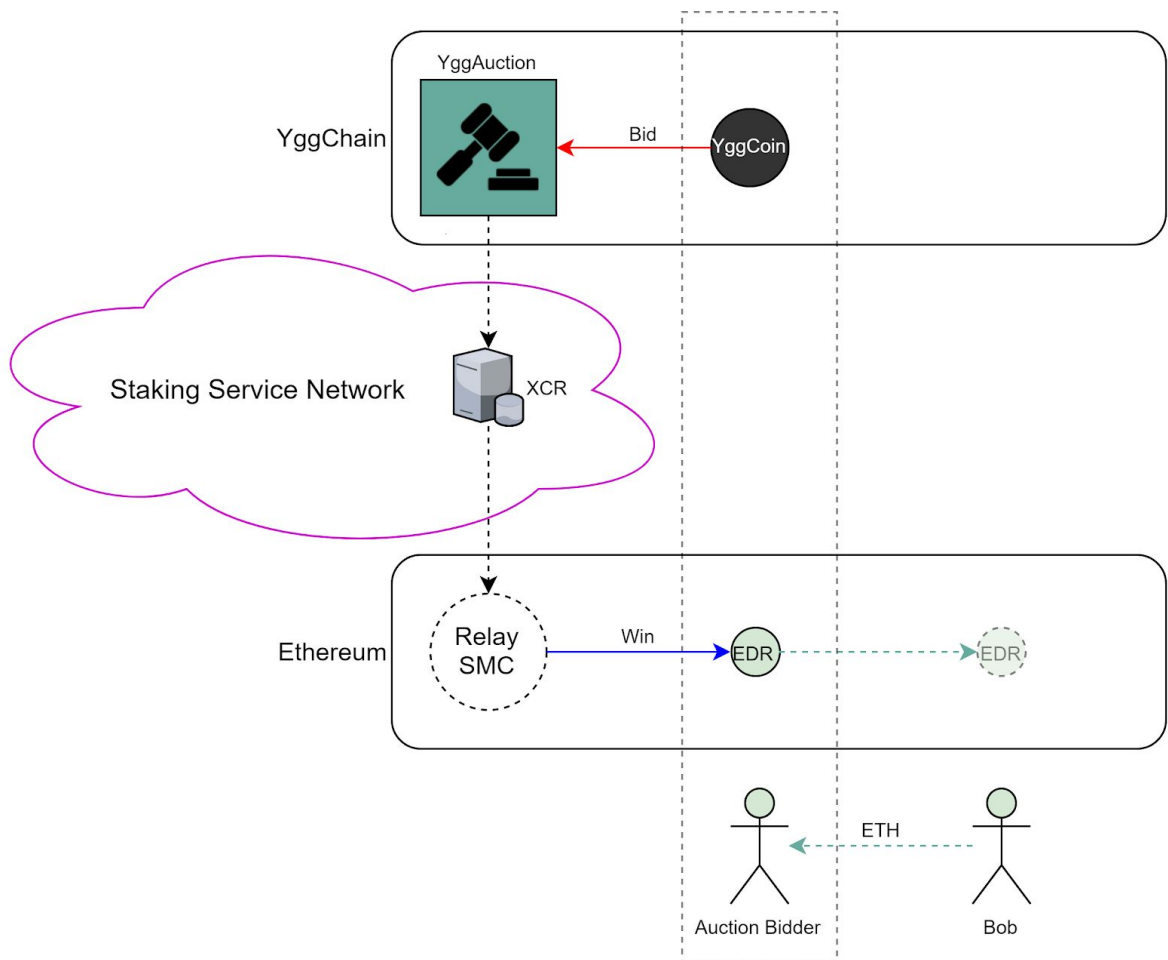 YggAuction
YggChain
Bid
YggCoin
Staking Service Network
XCR
Ethereum
Relay
SMC
Win
EDR
EDR
ETH
Auction Bidder
Bob